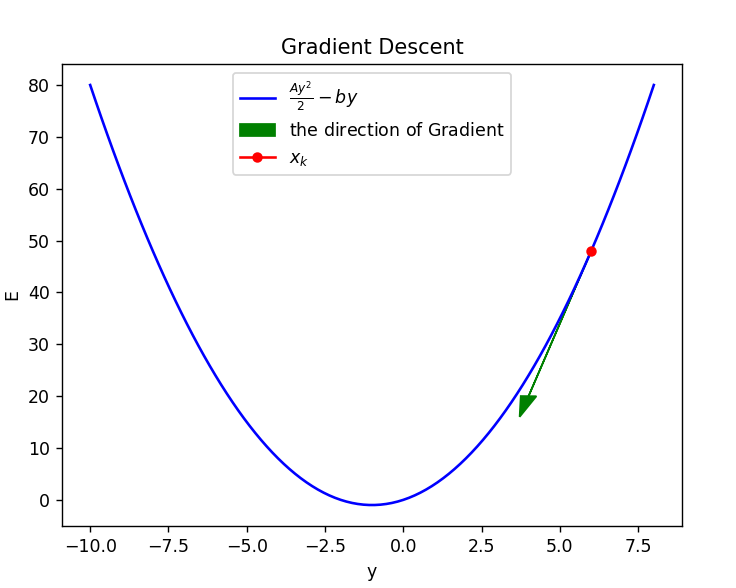 Gradient Descent
Ay²/2 − by
the direction of Gradient
xₖ
80
70
60
50
40
30
20
10
0
E
−10.0 −7.5 −5.0 −2.5 0.0 2.5 5.0 7.5
y